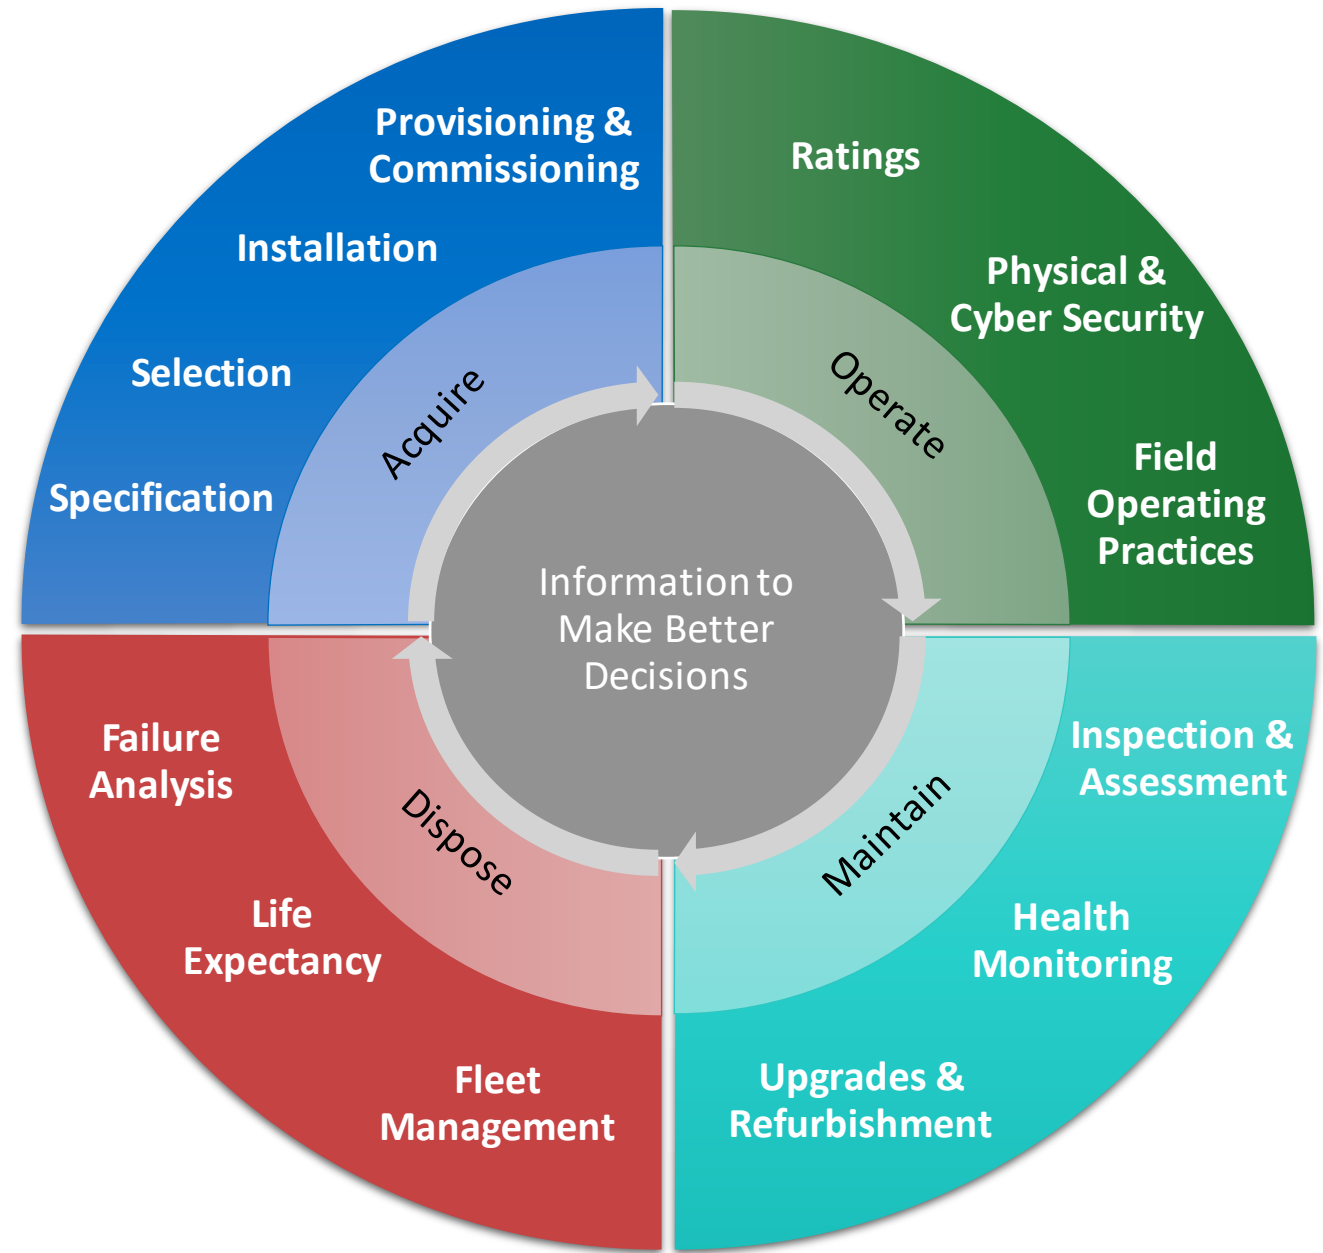 Provisioning &
Commissioning
Installation
Selection
Specification
Acquire
Ratings
Physical &
Cyber Security
Field
Operating
Practices
Operate
Information to
Make Better
Decisions
Inspection &
Assessment
Health
Monitoring
Upgrades &
Refurbishment
Maintain
Failure
Analysis
Life
Expectancy
Fleet
Management
Dispose